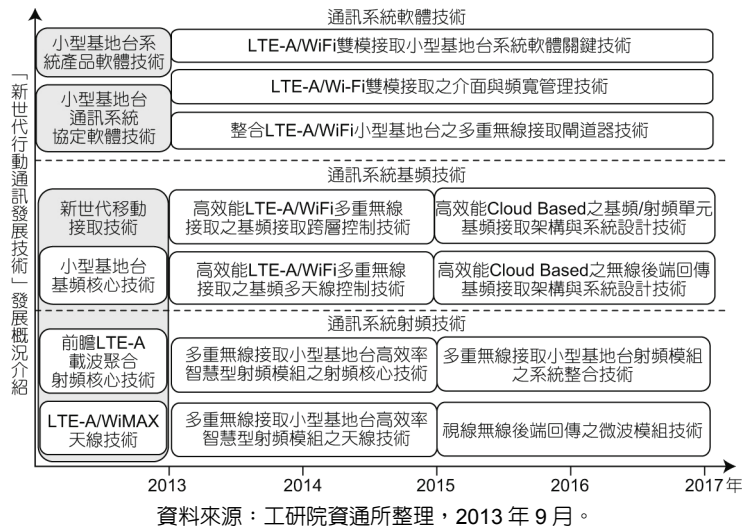 「新世代行動通訊發展技術」發展概況介紹
通訊系統軟體技術
小型基地台系
統產品軟體技術
LTE-A/WiFi雙模接取小型基地台系統軟體關鍵技術
小型基地台
通訊系統
協定軟體技術
LTE-A/Wi-Fi雙模接取之介面與頻寬管理技術
整合LTE-A/WiFi小型基地台之多重無線接取閘道器技術
通訊系統基頻技術
新世代移動
接取技術
高效能LTE-A/WiFi多重無線
接取之基頻接取跨層控制技術
高效能Cloud Based之基頻/射頻單元
基頻接取架構與系統設計技術
小型基地台
基頻核心技術
高效能LTE-A/WiFi多重無線
接取之基頻多天線控制技術
高效能Cloud Based之無線後端回傳
基頻接取架構與系統設計技術
通訊系統射頻技術
前瞻LTE-A
載波聚合
射頻核心技術
多重無線接取小型基地台高效率
智慧型射頻模組之射頻核心技術
多重無線接取小型基地台射頻模組
之系統整合技術
LTE-A/WiMAX
天線技術
多重無線接取小型基地台高效率
智慧型射頻模組之天線技術
視線無線後端回傳之微波模組技術
2013 2014 2015 2016 2017 年
資料來源：工研院資通所整理，2013 年 9 月。